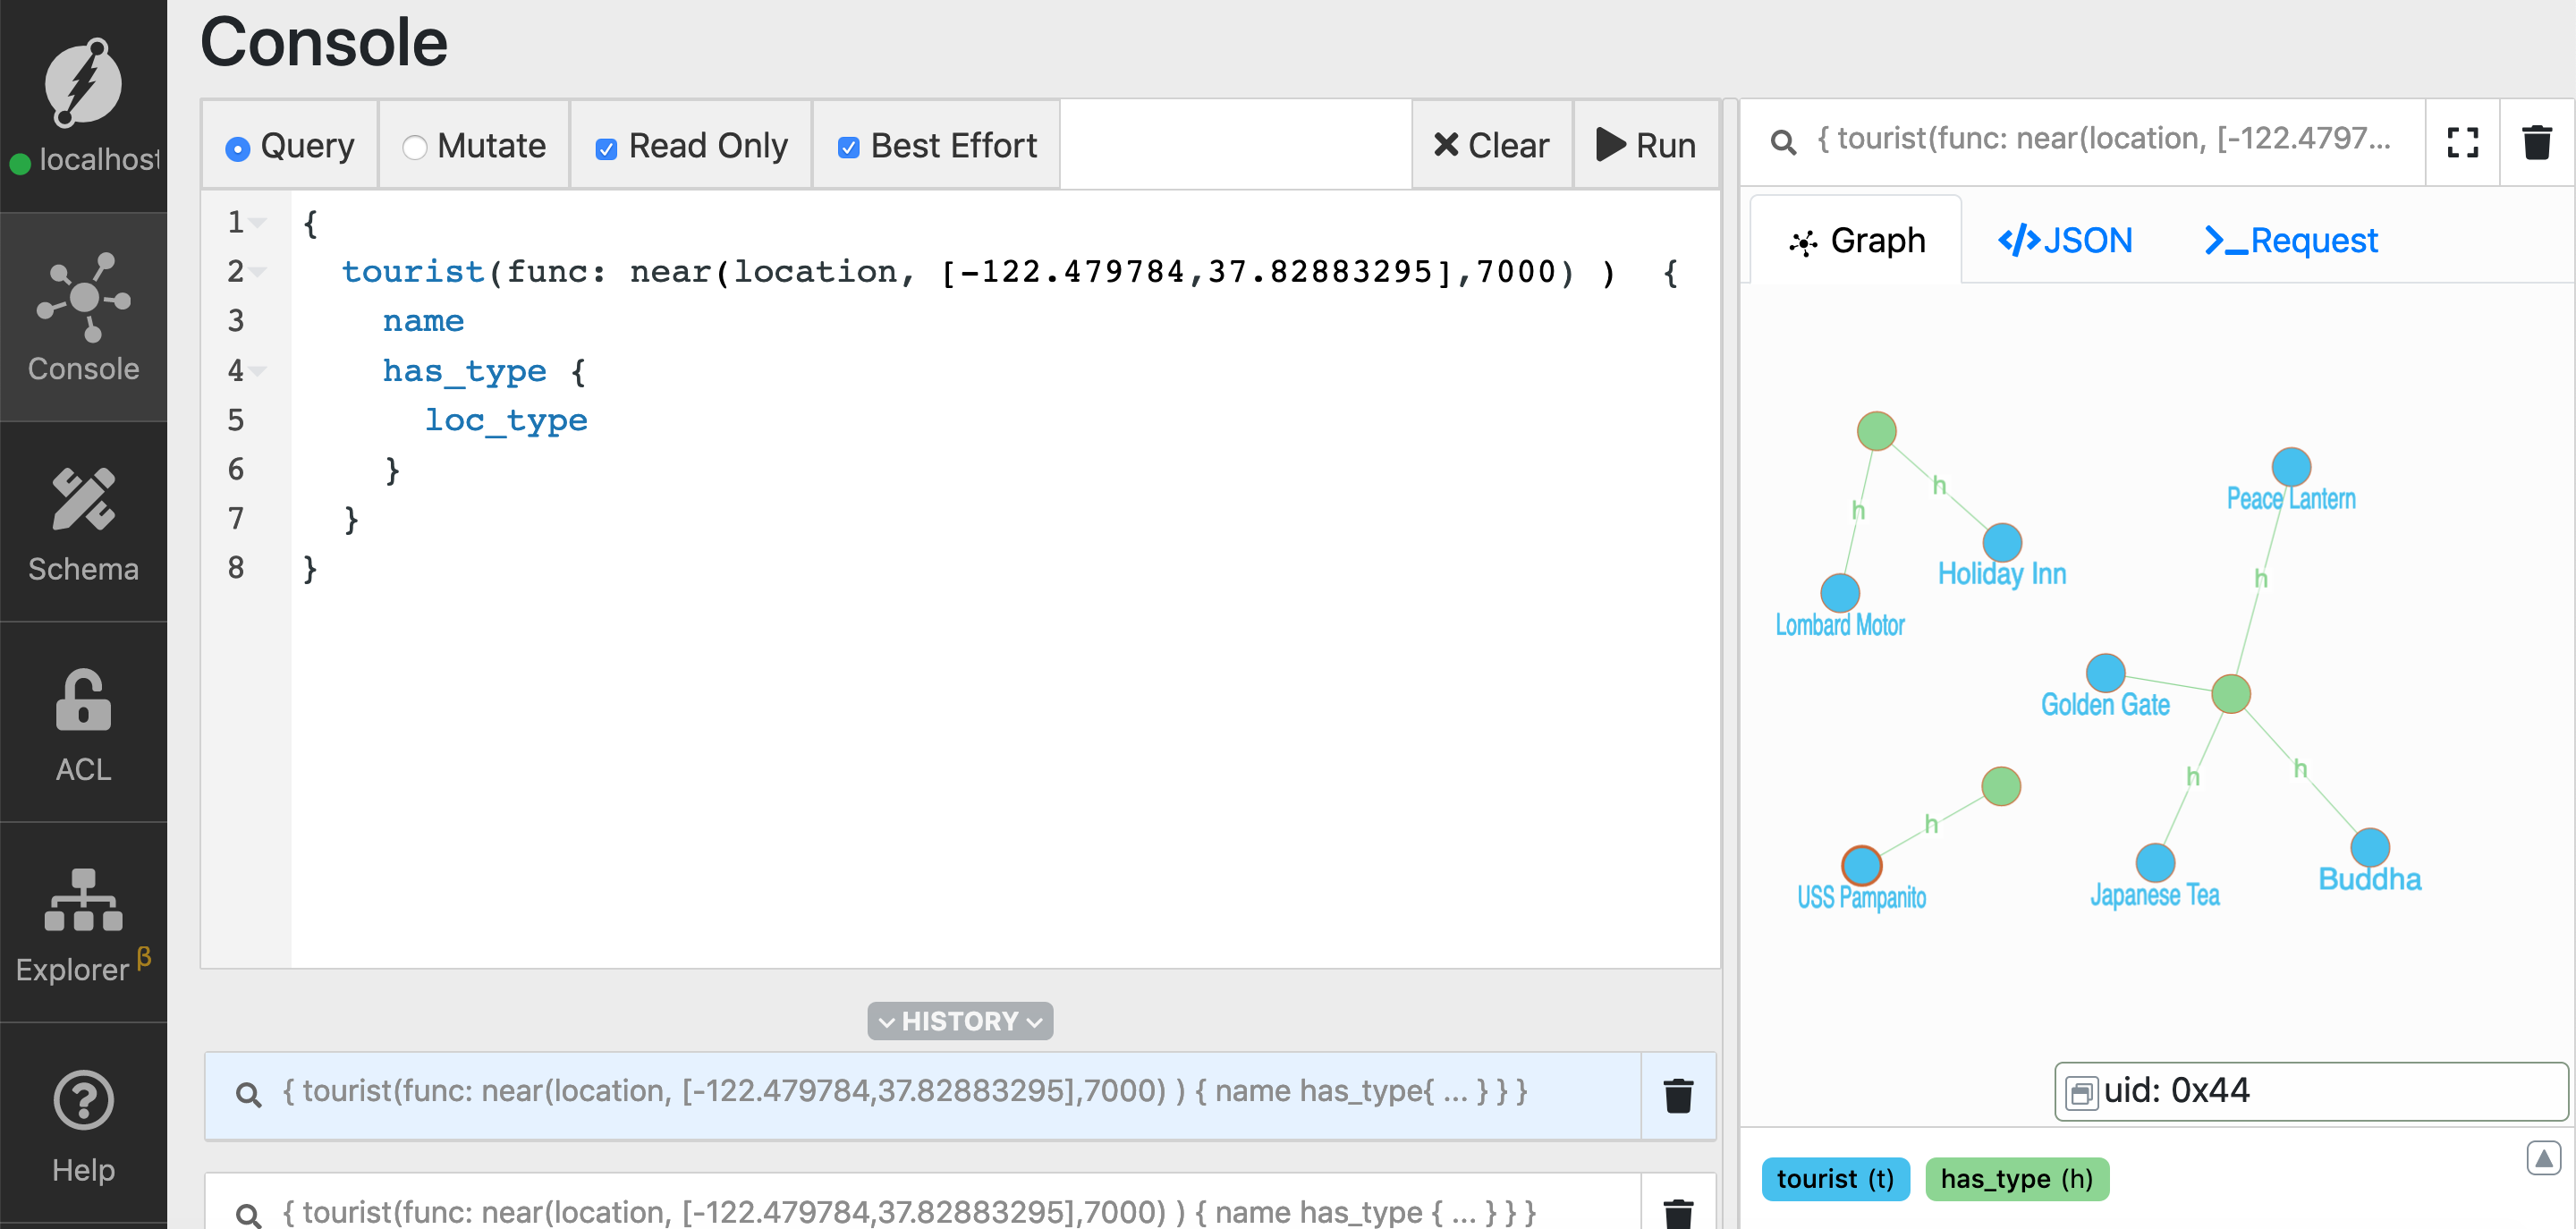 Console
localhost
Console
Schema
ACL
Explorer β
Help
Query
Mutate
Read Only
Best Effort
Clear
Run
1 {
2 tourist(func: near(location, [-122.479784,37.82883295],7000) ) {
3 name
4 has_type {
5 loc_type
6 }
7 }
8 }
HISTORY
{ tourist(func: near(location, [-122.479784,37.82883295],7000) ) { name has_type{ ... } } }
{ tourist(func: near(location, [-122.479784,37.82883295],7000) ) { name has_type { ... } } }
{ tourist(func: near(location, [-122.4797...
Graph
</>JSON
>_Request
h
h
Peace Lantern
Holiday Inn
h
Lombard Motor
Golden Gate
h
h
h
USS Pampanito
Japanese Tea
Buddha
uid: 0x44
tourist (t)
has_type (h)